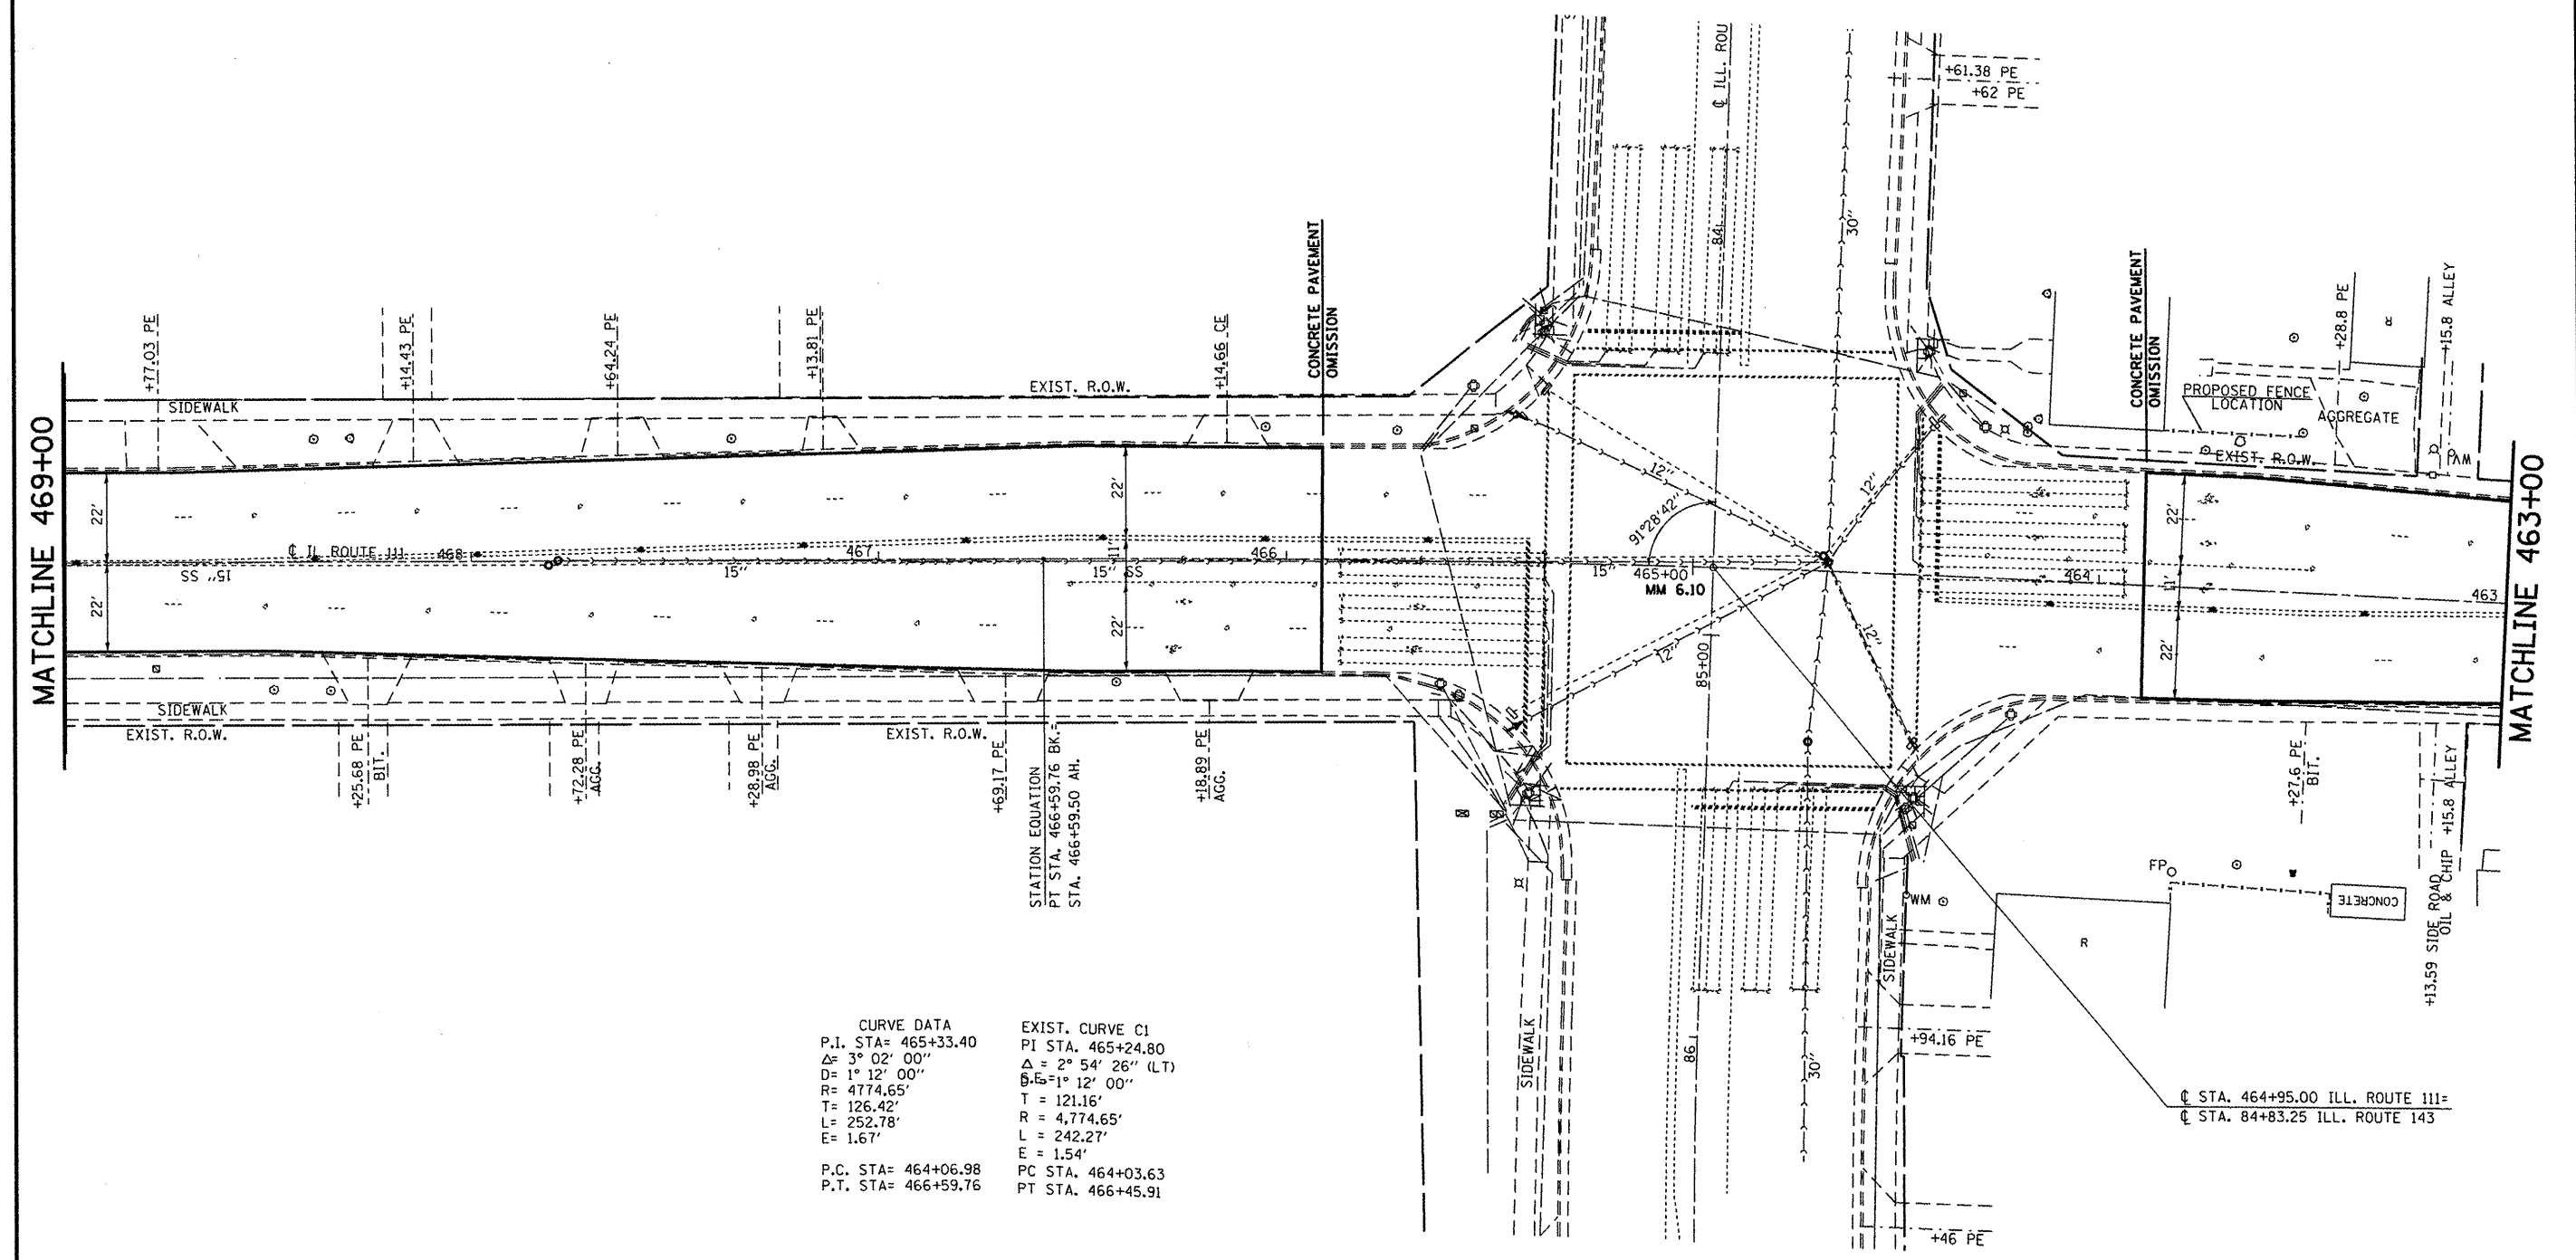 ₵ ILL. ROU
+61.38 PE
+62 PE
84
30"
CONCRETE PAVEMENT
OMISSION
CONCRETE PAVEMENT
OMISSION
+77.03 PE
+14.43 PE
+64.24 PE
+13.81 PE
+14.66 CE
+28.8 PE
+15.8 ALLEY
EXIST. R.O.W.
SIDEWALK
PROPOSED FENCE
LOCATION
AGGREGATE
EXIST. R.O.W.
WV
MATCHLINE 469+00
MATCHLINE 463+00
22'
22'
22'
11'
22'
22'
11'
22'
₵ IL ROUTE 111
468
467
466
15" SS
15"
15" SS
15"
465+00
MM 6.10
464
463
12"
12"
12"
12"
91°28'42"
85+00
SIDEWALK
EXIST. R.O.W.
EXIST. R.O.W.
+25.68 PE
BIT.
+72.28 PE
AGG.
+28.98 PE
AGG.
+69.17 PE
STATION EQUATION
PT STA. 466+59.76 BK.=
STA. 466+59.50 AH.
+18.89 PE
AGG.
+27.6 PE
BIT.
+13.59 SIDE ROAD
OIL & CHIP
+15.8 ALLEY
FP
CONCRETE
WM
R
SIDEWALK
SIDEWALK
86
30"
+94.16 PE
+46 PE
CURVE DATA
P.I. STA= 465+33.40
Δ= 3° 02' 00"
D= 1° 12' 00"
R= 4774.65'
T= 126.42'
L= 252.78'
E= 1.67'
P.C. STA= 464+06.98
P.T. STA= 466+59.76
EXIST. CURVE C1
PI STA. 465+24.80
Δ = 2° 54' 26" (LT)
1° 12' 00"
T = 121.16'
R = 4,774.65'
L = 242.27'
E = 1.54'
PC STA. 464+03.63
PT STA. 466+45.91
₵ STA. 464+95.00 ILL. ROUTE 111=
₵ STA. 84+83.25 ILL. ROUTE 143